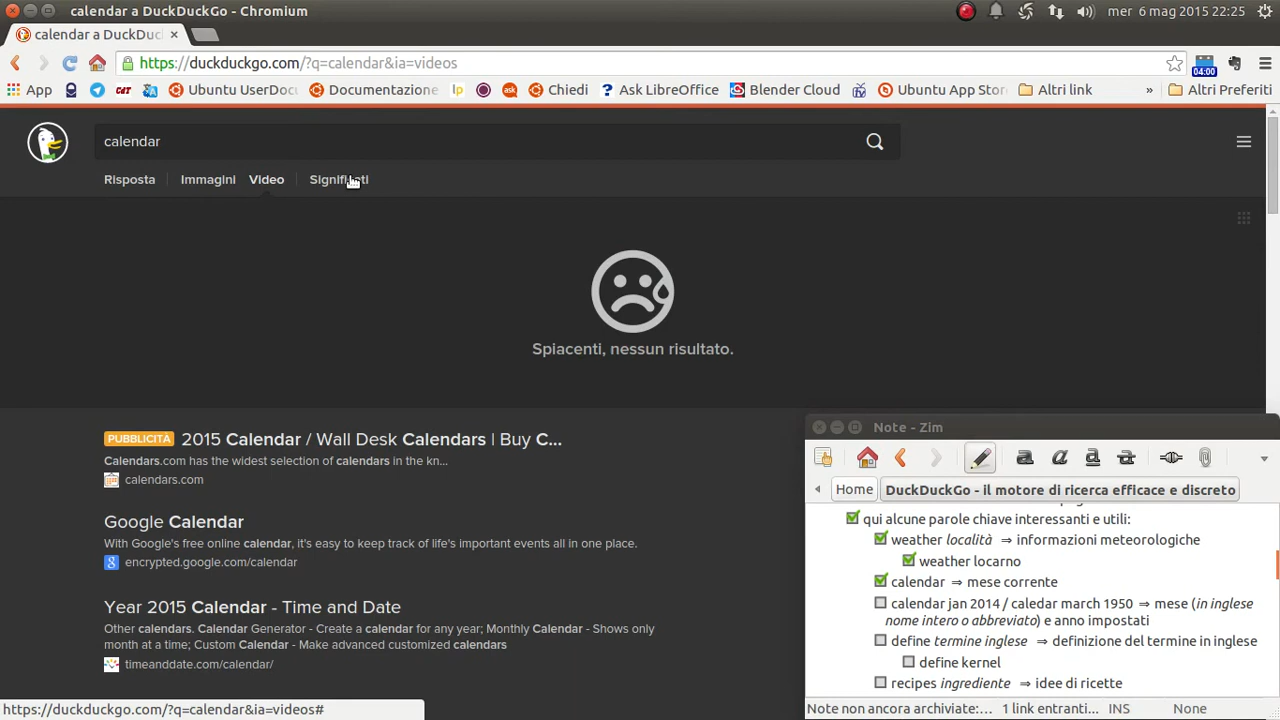 calendar a DuckDuckGo - Chromium
mer 6 mag 2015 22:25
calendar a DuckDuc
https://duckduckgo.com/?q=calendar&ia=videos
04:00
App
CAT
Ubuntu UserDocu
Documentazione
lp
ask
Chiedi
Ask LibreOffice
Blender Cloud
Ubuntu App Store
Altri link
»
Altri Preferiti
calendar
Risposta
Immagini
Video
Significati
Spiacenti, nessun risultato.
PUBBLICITÀ 2015 Calendar / Wall Desk Calendars | Buy C...
Calendars.com has the widest selection of calendars in the kn...
calendars.com
Google Calendar
With Google's free online calendar, it's easy to keep track of life's important events all in one place.
encrypted.google.com/calendar
Year 2015 Calendar - Time and Date
Other calendars. Calendar Generator - Create a calendar for any year; Monthly Calendar - Shows only
month at a time; Custom Calendar - Make advanced customized calendars
timeanddate.com/calendar/
https://duckduckgo.com/?q=calendar&ia=videos#
Note - Zim
Home
DuckDuckGo - il motore di ricerca efficace e discreto
qui alcune parole chiave interessanti e utili:
weather località ⇒ informazioni meteorologiche
weather locarno
calendar ⇒ mese corrente
calendar jan 2014 / caledar march 1950 ⇒ mese (in inglese
nome intero o abbreviato) e anno impostati
define termine inglese ⇒ definizione del termine in inglese
define kernel
recipes ingrediente ⇒ idee di ricette
Note non ancora archiviate:...
1 link entranti...
INS
None